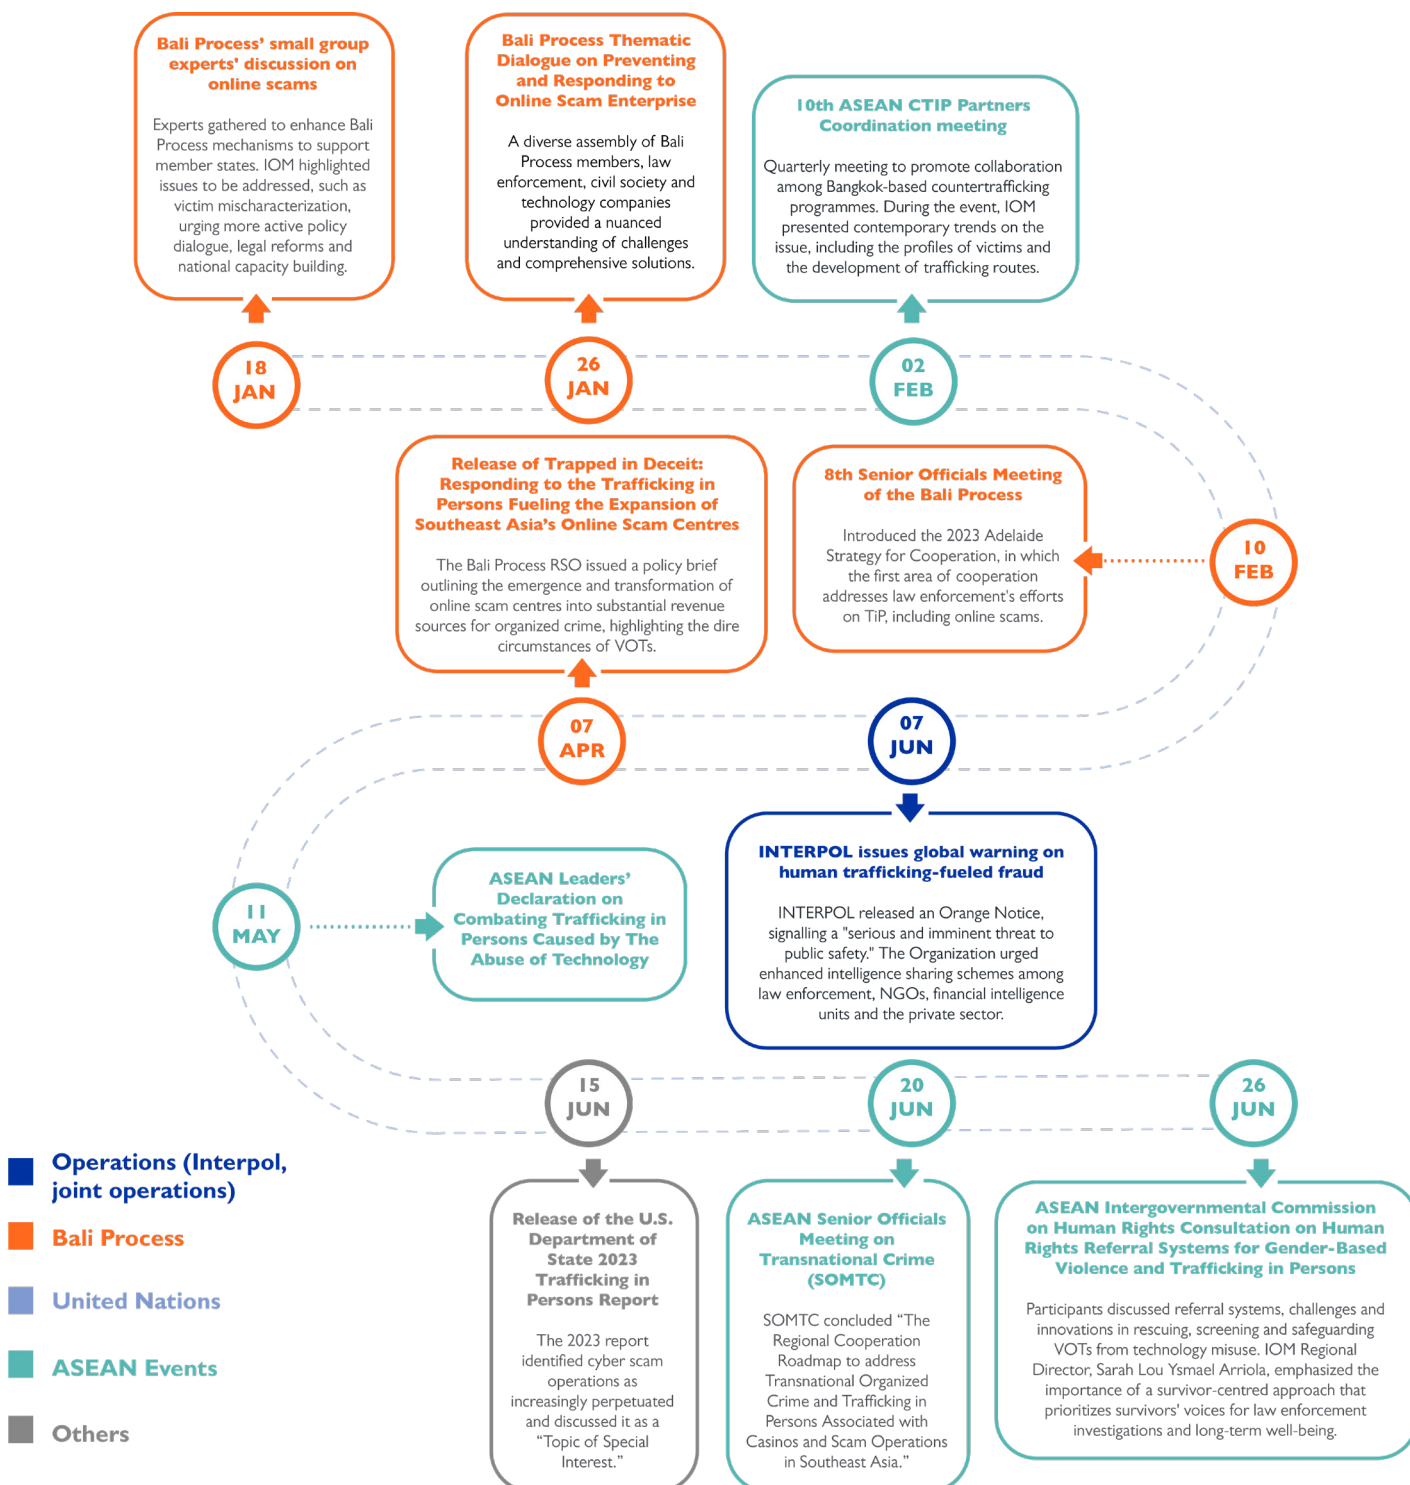 Bali Process’ small group
experts' discussion on
online scams
Experts gathered to enhance Bali
Process mechanisms to support
member states. IOM highlighted
issues to be addressed, such as
victim mischaracterization,
urging more active policy
dialogue, legal reforms and
national capacity building.
Bali Process Thematic
Dialogue on Preventing
and Responding to
Online Scam Enterprise
A diverse assembly of Bali
Process members, law
enforcement, civil society and
technology companies
provided a nuanced
understanding of challenges
and comprehensive solutions.
10th ASEAN CTIP Partners
Coordination meeting
Quarterly meeting to promote collaboration
among Bangkok-based countertrafficking
programmes. During the event, IOM
presented contemporary trends on the
issue, including the profiles of victims and
the development of trafficking routes.
18
JAN
26
JAN
02
FEB
Release of Trapped in Deceit:
Responding to the Trafficking in
Persons Fueling the Expansion of
Southeast Asia’s Online Scam Centres
The Bali Process RSO issued a policy brief
outlining the emergence and transformation of
online scam centres into substantial revenue
sources for organized crime, highlighting the dire
circumstances of VOTs.
8th Senior Officials Meeting
of the Bali Process
Introduced the 2023 Adelaide
Strategy for Cooperation, in which
the first area of cooperation
addresses law enforcement's efforts
on TiP, including online scams.
10
FEB
07
APR
07
JUN
11
MAY
ASEAN Leaders’
Declaration on
Combating Trafficking in
Persons Caused by The
Abuse of Technology
INTERPOL issues global warning on
human trafficking-fueled fraud
INTERPOL released an Orange Notice,
signalling a "serious and imminent threat to
public safety." The Organization urged
enhanced intelligence sharing schemes among
law enforcement, NGOs, financial intelligence
units and the private sector.
15
JUN
20
JUN
26
JUN
Operations (Interpol,
joint operations)
Bali Process
United Nations
ASEAN Events
Others
Release of the U.S.
Department of
State 2023
Trafficking in
Persons Report
The 2023 report
identified cyber scam
operations as
increasingly perpetuated
and discussed it as a
“Topic of Special
Interest.”
ASEAN Senior Officials
Meeting on
Transnational Crime
(SOMTC)
SOMTC concluded “The
Regional Cooperation
Roadmap to address
Transnational Organized
Crime and Trafficking in
Persons Associated with
Casinos and Scam Operations
in Southeast Asia.”
ASEAN Intergovernmental Commission
on Human Rights Consultation on Human
Rights Referral Systems for Gender-Based
Violence and Trafficking in Persons
Participants discussed referral systems, challenges and
innovations in rescuing, screening and safeguarding
VOTs from technology misuse. IOM Regional
Director, Sarah Lou Ysmael Arriola, emphasized the
importance of a survivor-centred approach that
prioritizes survivors' voices for law enforcement
investigations and long-term well-being.